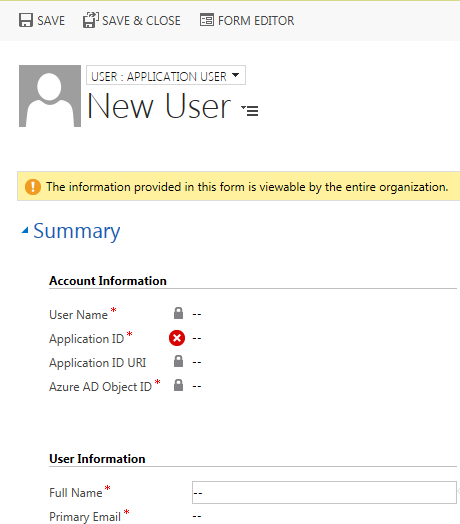 SAVE SAVE & CLOSE FORM EDITOR
USER : APPLICATION USER
New User
The information provided in this form is viewable by the entire organization.
Summary
Account Information
User Name * --
Application ID * --
Application ID URI --
Azure AD Object ID * --
User Information
Full Name * --
Primary Email * --